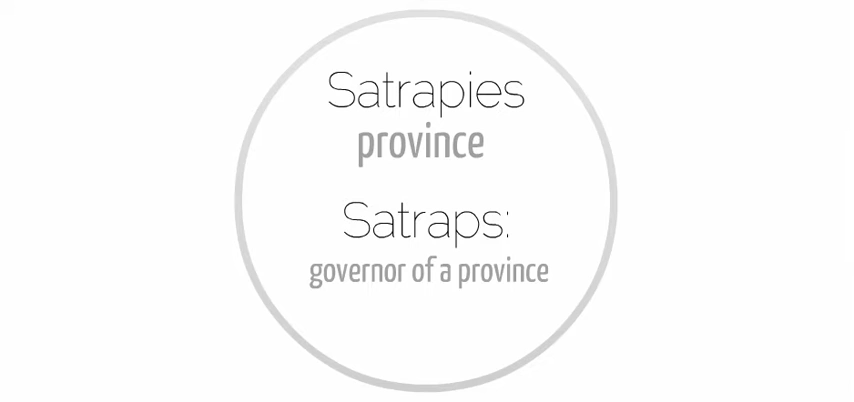 Satrapies
province
Satraps:
governor of a province